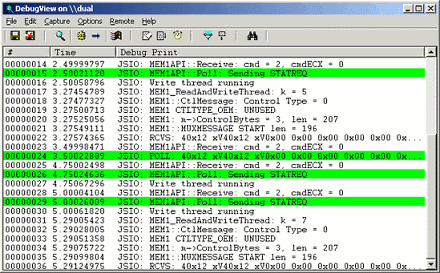 DebugView on \\dual
File Edit Capture Options Remote Help
# Time Debug Print
00000014 2.49999797 JSIO: MEM1API::Receive: cmd = 2, cmdECX = 0
00000015 2.50021120 JSIO: MEM1API::Poll: Sending STATREQ
00000016 2.50058796 JSIO: Write thread running
00000017 3.27454789 JSIO: MEM1_ReadAndWriteThread: k = 5
00000018 3.27477327 JSIO: MEM1::CtlMessage: Control Type = 0
00000019 3.27500713 JSIO: MEM1 CTLTYPE_OEM: UNUSED
00000020 3.27525056 JSIO: MEM1: n->ControlBytes = 3, len = 207
00000021 3.27549111 JSIO: MEM1::MUXMESSAGE START len = 196
00000022 3.27574365 JSIO: RCVS: 40x12 xV40x12 xV0x00 0x00 0x00 0x00 0x...
00000023 3.49998471 JSIO: MEM1API::Receive: cmd = 2, cmdECX = 0
00000024 3.50022889 JSIO: POLL: 40x12 xV40x12 xV0x00 0x00 0x00 0x00 0x...
00000025 4.75002498 JSIO: MEM1API::Receive: cmd = 2, cmdECX = 0
00000026 4.75024636 JSIO: MEM1API::Poll: Sending STATREQ
00000027 4.75067296 JSIO: Write thread running
00000028 5.00004104 JSIO: MEM1API::Receive: cmd = 2, cmdECX = 0
00000029 5.00026009 JSIO: MEM1API::Poll: Sending STATREQ
00000030 5.00061820 JSIO: Write thread running
00000031 5.29005423 JSIO: MEM1_ReadAndWriteThread: k = 7
00000032 5.29028005 JSIO: MEM1::CtlMessage: Control Type = 0
00000033 5.29051358 JSIO: MEM1 CTLTYPE_OEM: UNUSED
00000034 5.29075722 JSIO: MEM1: n->ControlBytes = 3, len = 207
00000035 5.29099804 JSIO: MEM1::MUXMESSAGE START len = 196
00000036 5.29124975 JSIO: RCVS: 40x12 xV40x12 xV0x00 0x00 0x00 0x00 0x...